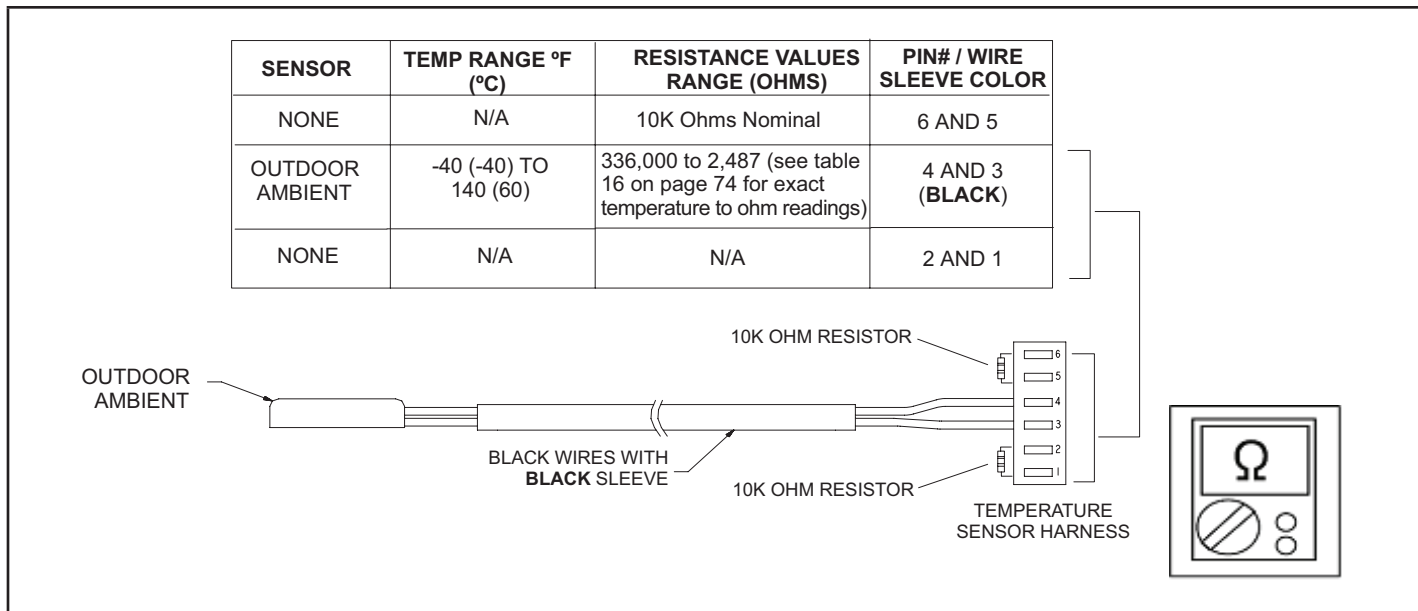 SENSOR
TEMP RANGE ºF
(ºC)
RESISTANCE VALUES
RANGE (OHMS)
PIN# / WIRE
SLEEVE COLOR
NONE
N/A
10K Ohms Nominal
6 AND 5
OUTDOOR
AMBIENT
-40 (-40) TO
140 (60)
336,000 to 2,487 (see table
16 on page 74 for exact
temperature to ohm readings)
4 AND 3
(BLACK)
NONE
N/A
N/A
2 AND 1
10K OHM RESISTOR
OUTDOOR
AMBIENT
BLACK WIRES WITH
BLACK SLEEVE
10K OHM RESISTOR
6
5
4
3
2
1
TEMPERATURE
SENSOR HARNESS
Ω